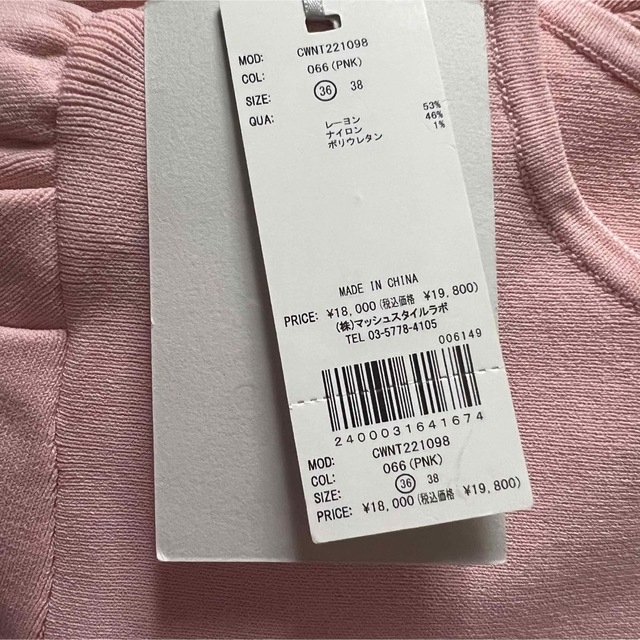 MOD: CWNT221098
COL: 066(PNK)
SIZE: 36 38
QUA: レーヨン 53%
ナイロン 46%
ポリウレタン 1%
MADE IN CHINA
PRICE: ¥18,000(税込価格 ¥19,800)
(株)マッシュスタイルラボ
TEL 03-5778-4105
006149
2400031641674
MOD: CWNT221098
COL: 066(PNK)
SIZE: 36 38
PRICE: ¥18,000(税込価格 ¥19,800)